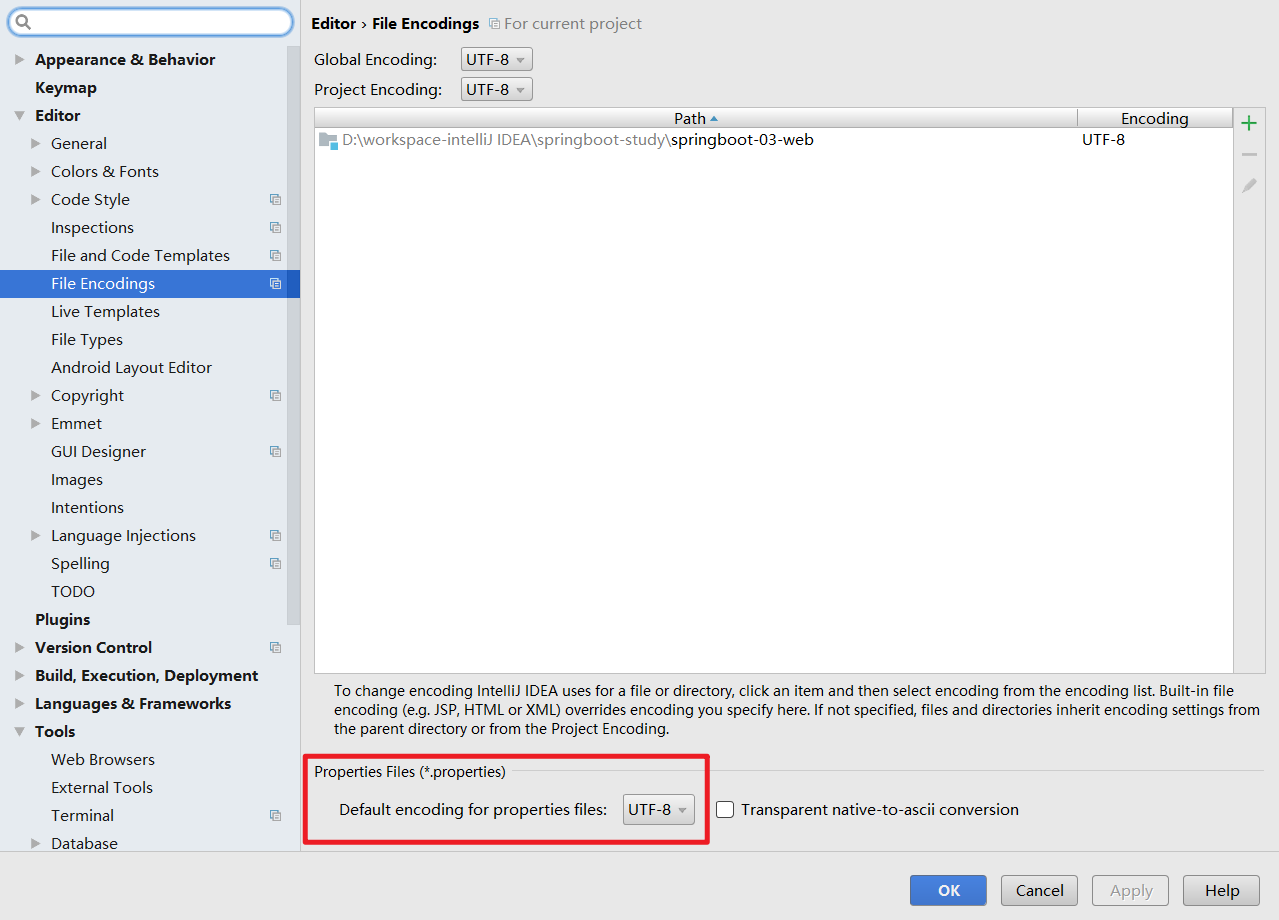 Editor › File Encodings For current project
Appearance & Behavior
Keymap
Editor
General
Colors & Fonts
Code Style
Inspections
File and Code Templates
File Encodings
Live Templates
File Types
Android Layout Editor
Copyright
Emmet
GUI Designer
Images
Intentions
Language Injections
Spelling
TODO
Plugins
Version Control
Build, Execution, Deployment
Languages & Frameworks
Tools
Web Browsers
External Tools
Terminal
Database
Global Encoding: UTF-8
Project Encoding: UTF-8
Path Encoding
D:\workspace-intelliJ IDEA\springboot-study\springboot-03-web UTF-8
To change encoding IntelliJ IDEA uses for a file or directory, click an item and then select encoding from the encoding list. Built-in file
encoding (e.g. JSP, HTML or XML) overrides encoding you specify here. If not specified, files and directories inherit encoding settings from
the parent directory or from the Project Encoding.
Properties Files (*.properties)
Default encoding for properties files: UTF-8 Transparent native-to-ascii conversion
OK Cancel Apply Help